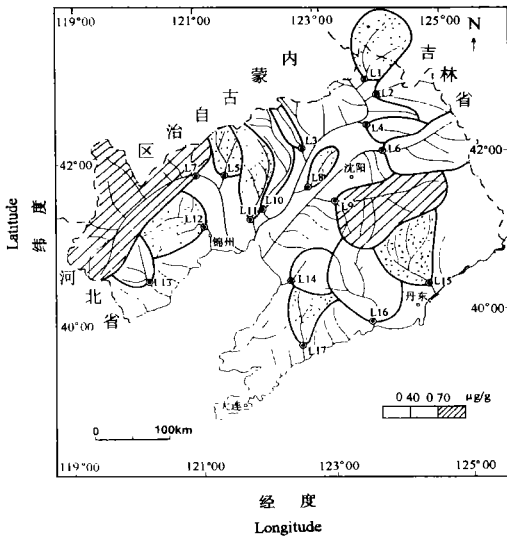 119°00
121°00
123°00
125°00
N
吉
林
省
内
蒙
古
自
治
区
L1
L2
L3
L4
L5
L6
L7
L8
L9
L10
L11
L12
L13
L14
L15
L16
L17
沈阳
锦州
丹东
大连
河
北
省
42°00
42°00
40°00
40°00
Latitude
纬 度
0 40 0 70 μg/g
0 100km
119°00
121°00
123°00
125°00
经 度
Longitude